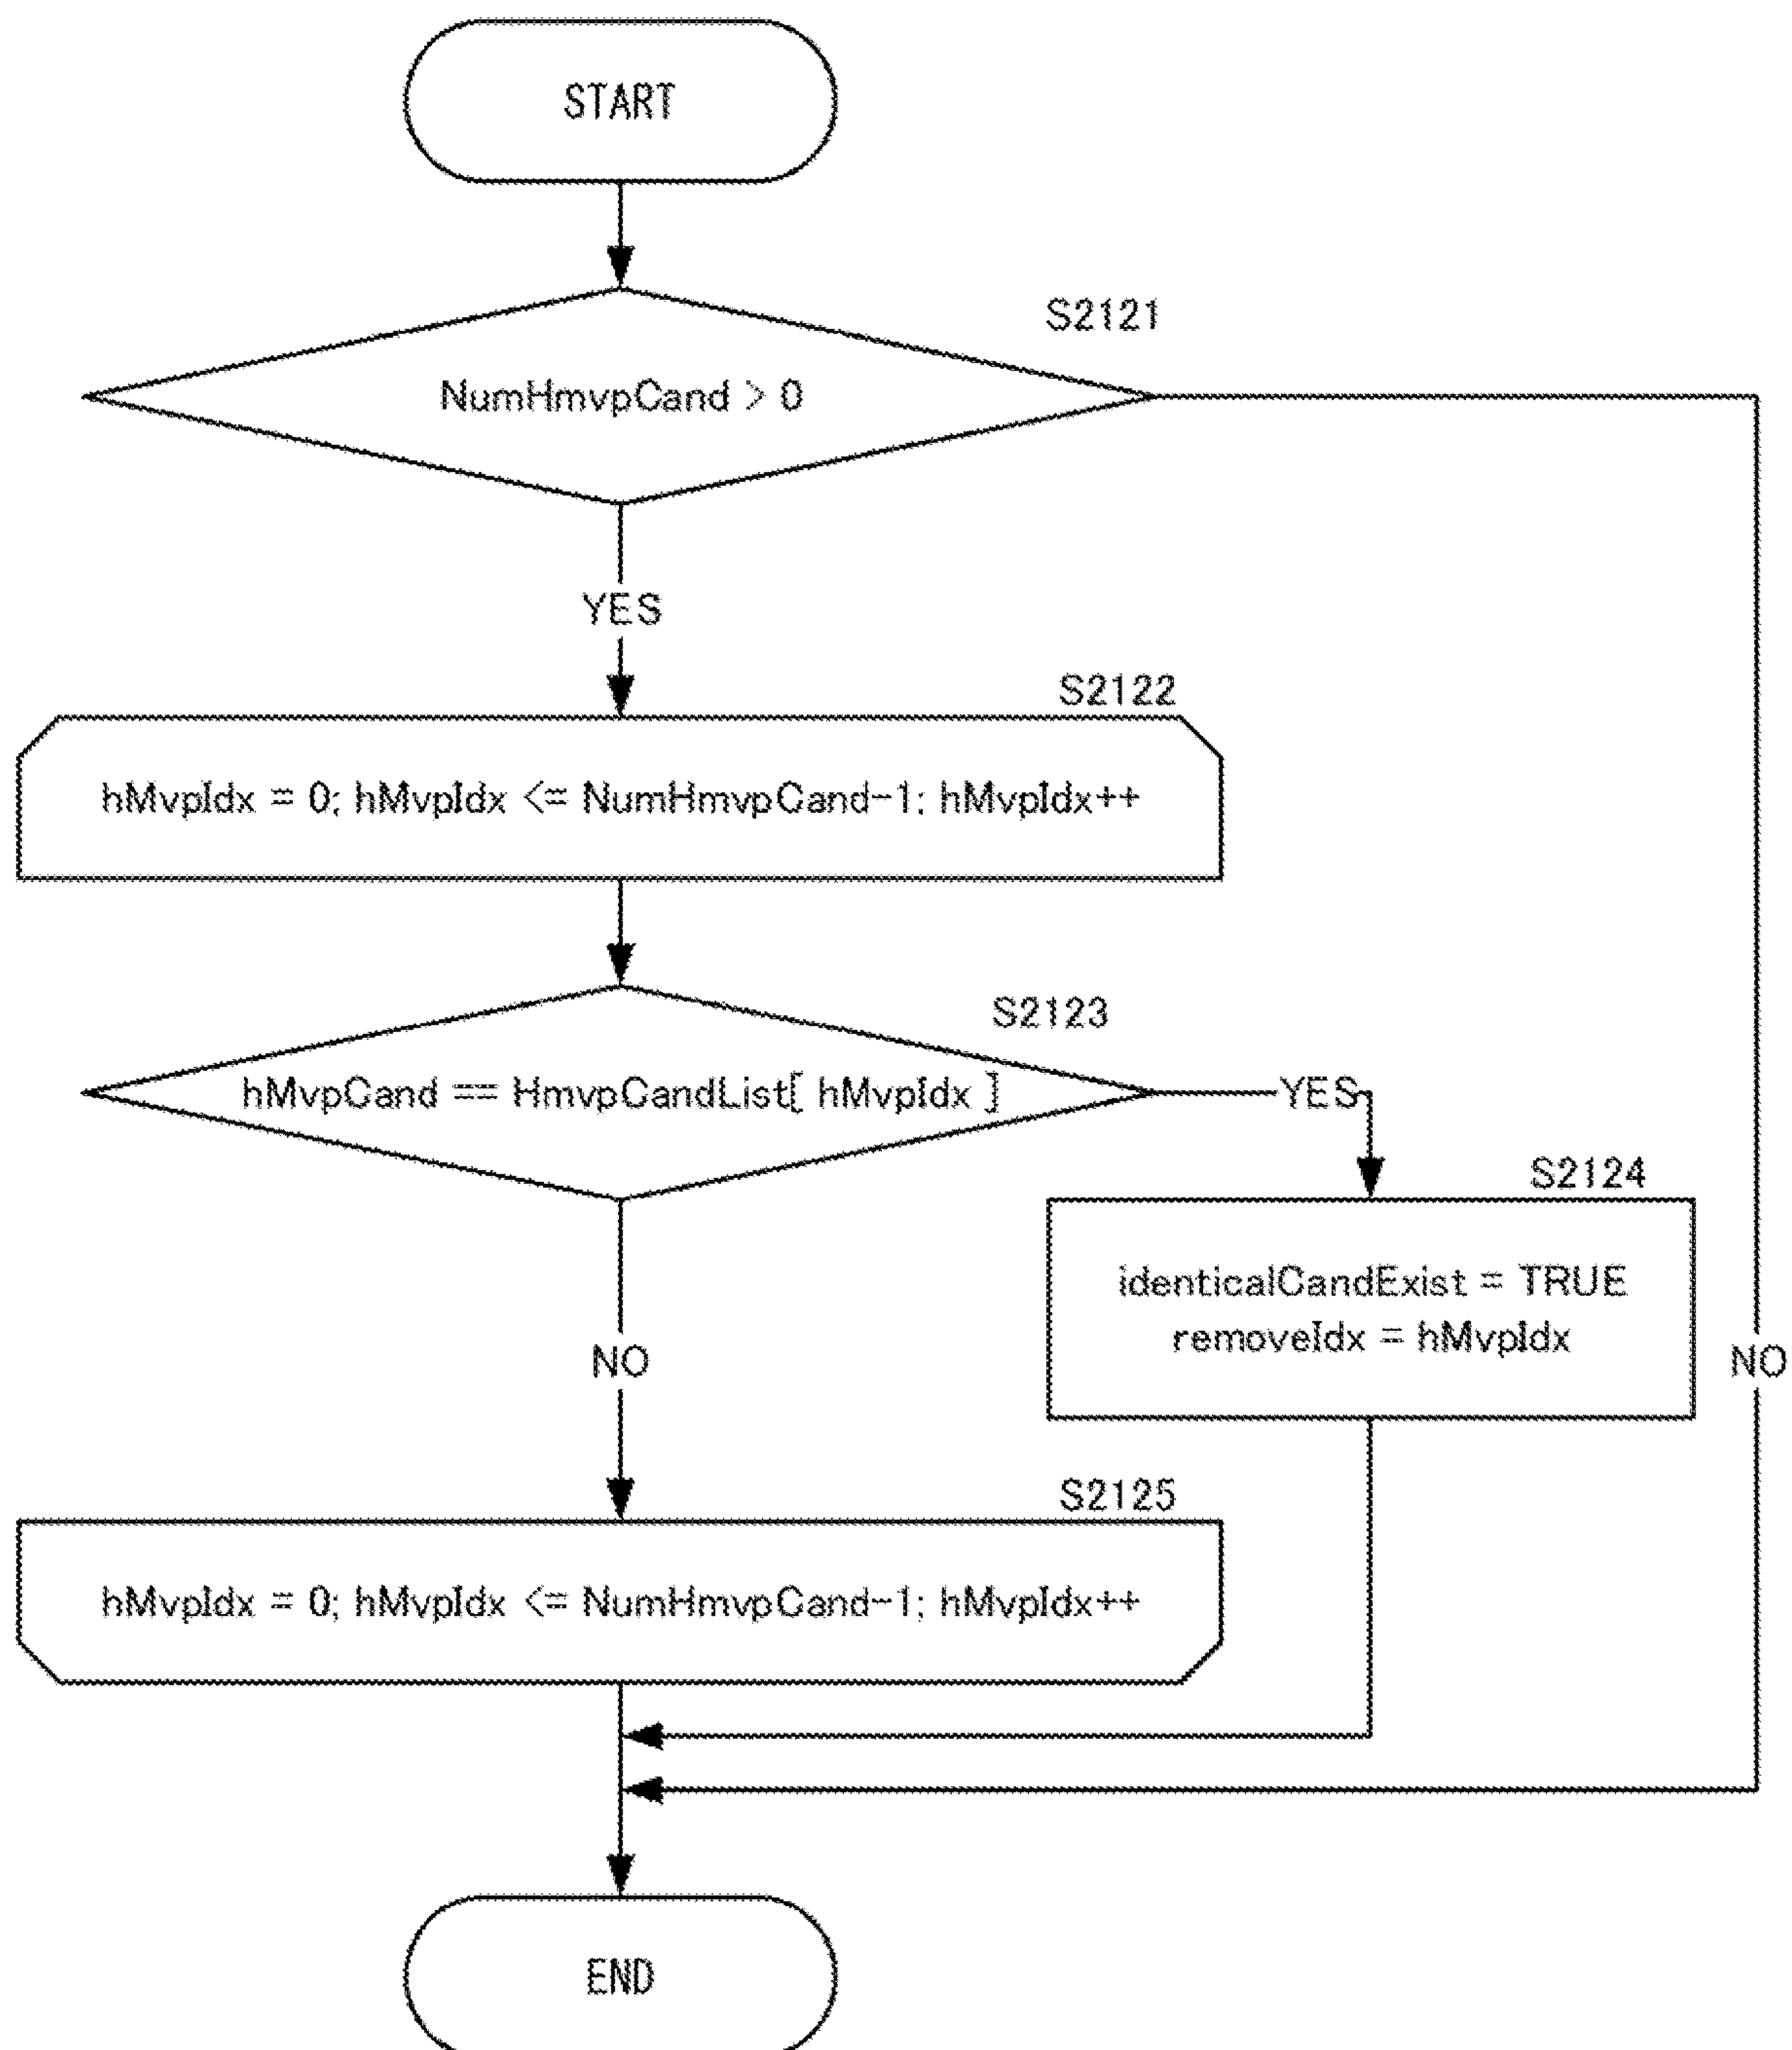 START
S2121
NumHmvpCand > 0
YES
S2122
hMvpIdx = 0; hMvpIdx <= NumHmvpCand-1; hMvpIdx++
S2123
hMvpCand == HmvpCandList[ hMvpIdx ]
YES
S2124
identicalCandExist = TRUE
removeIdx = hMvpIdx
NO
NO
S2125
hMvpIdx = 0; hMvpIdx <= NumHmvpCand-1; hMvpIdx++
END